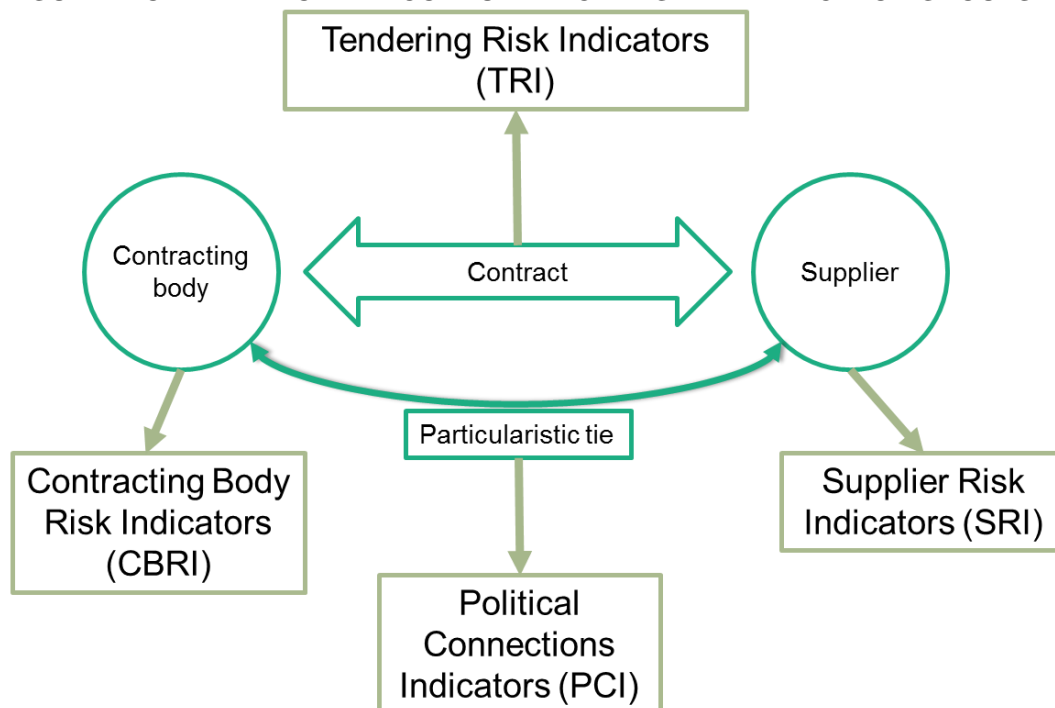 Tendering Risk Indicators
(TRI)
Contracting
body
Contract
Supplier
Particularistic tie
Contracting Body
Risk Indicators
(CBRI)
Supplier Risk
Indicators (SRI)
Political
Connections
Indicators (PCI)